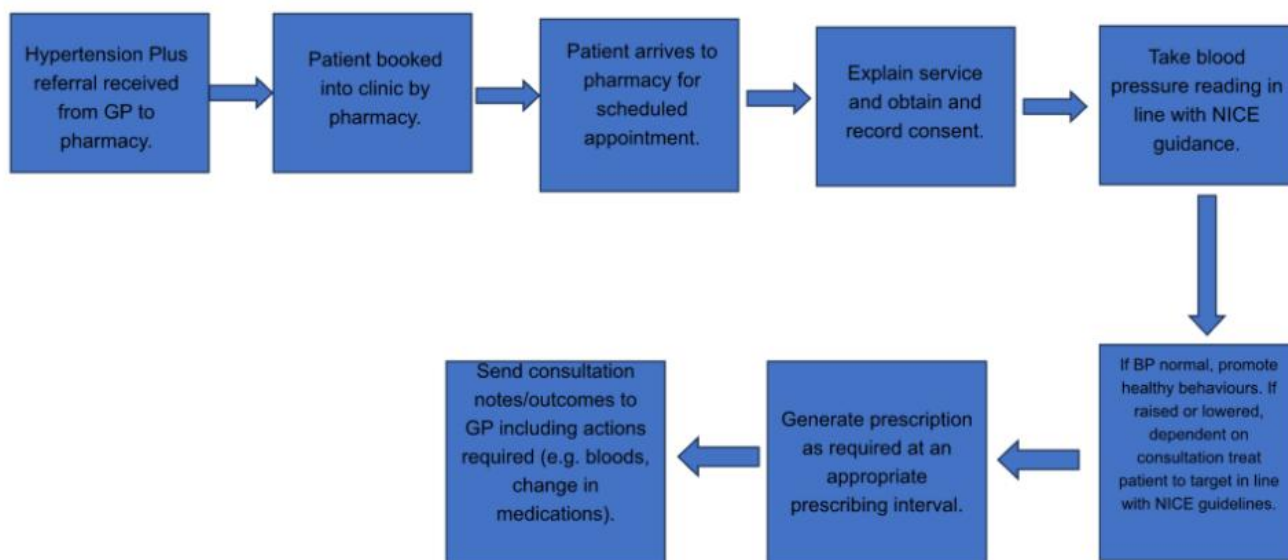 Hypertension Plus
referral received
from GP to
pharmacy.
Patient booked
into clinic by
pharmacy.
Patient arrives to
pharmacy for
scheduled
appointment.
Explain service
and obtain and
record consent.
Take blood
pressure reading in
line with NICE
guidance.
If BP normal, promote
healthy behaviours. If
raised or lowered,
dependent on
consultation treat
patient to target in line
with NICE guidelines.
Generate prescription
as required at an
appropriate
prescribing interval.
Send consultation
notes/outcomes to
GP including actions
required (e.g. bloods,
change in
medications).